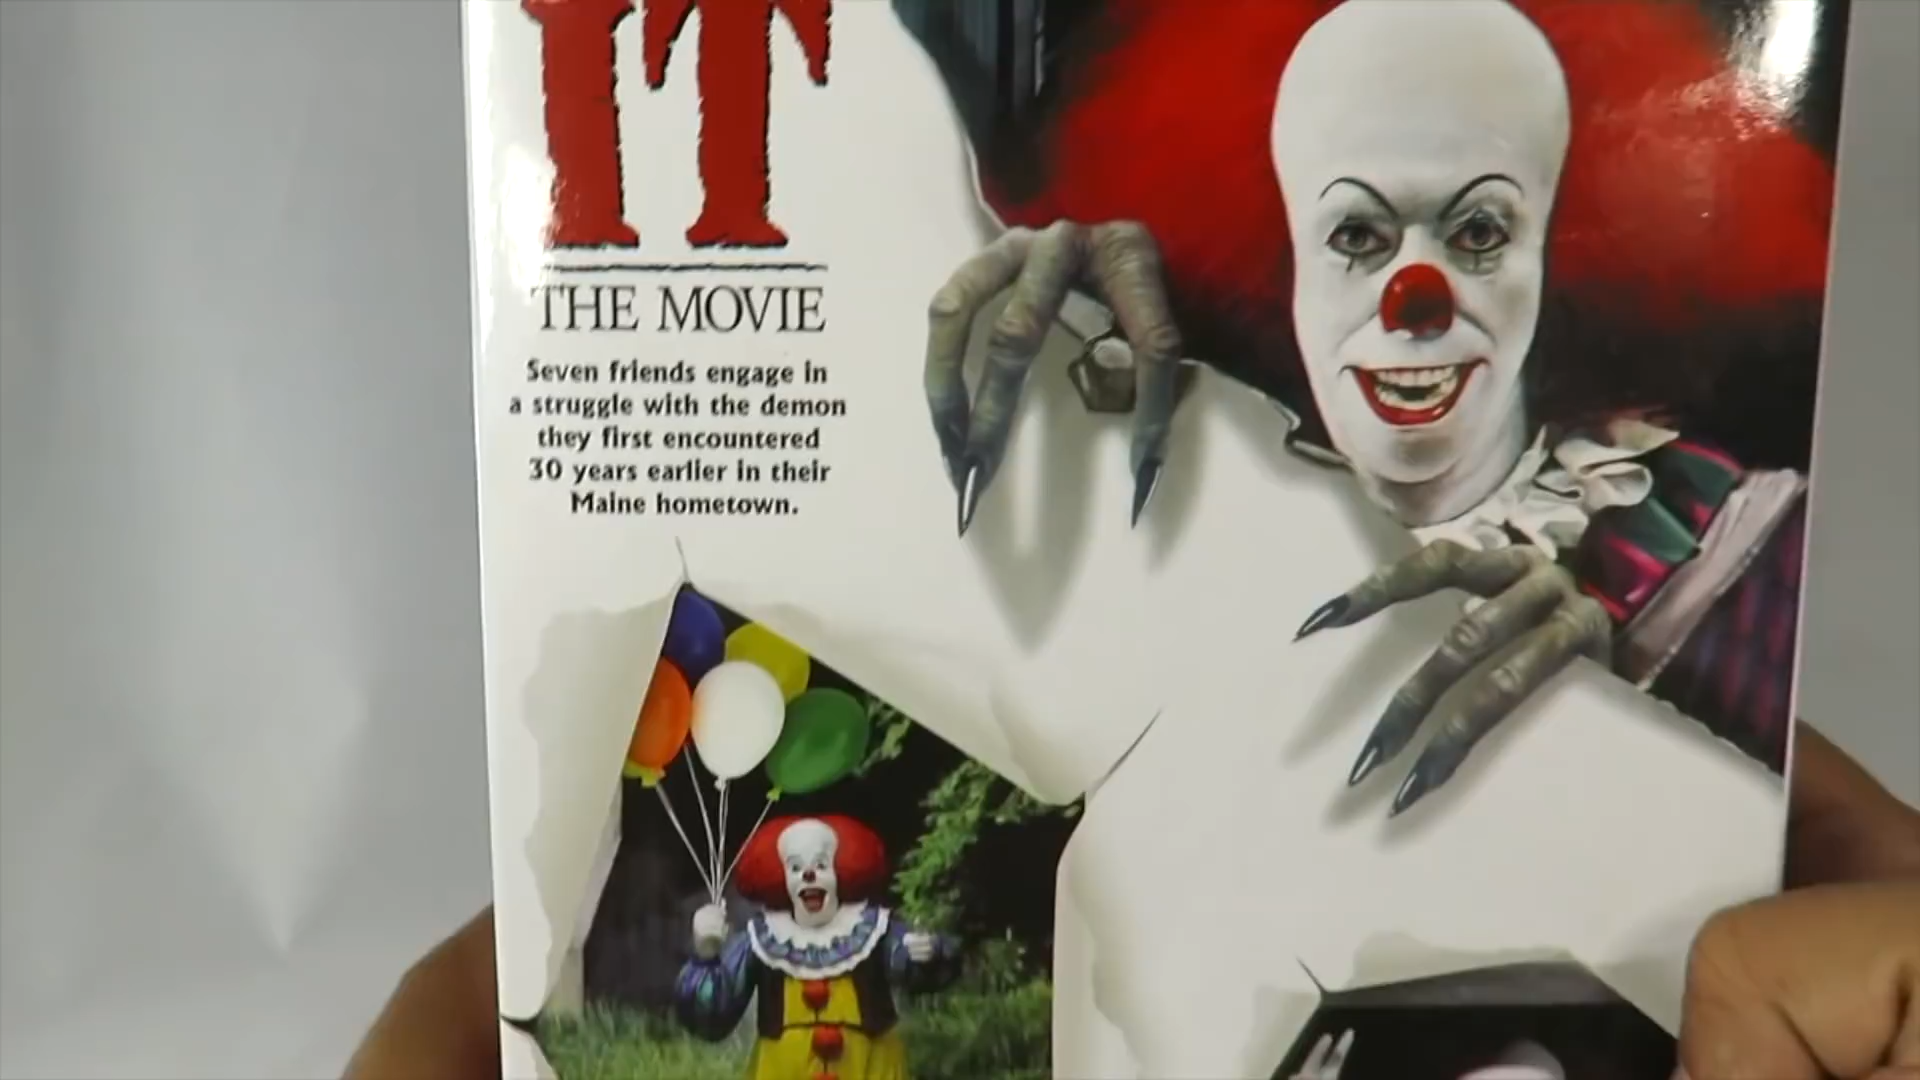 IT
THE MOVIE
Seven friends engage in
a struggle with the demon
they first encountered
30 years earlier in their
Maine hometown.